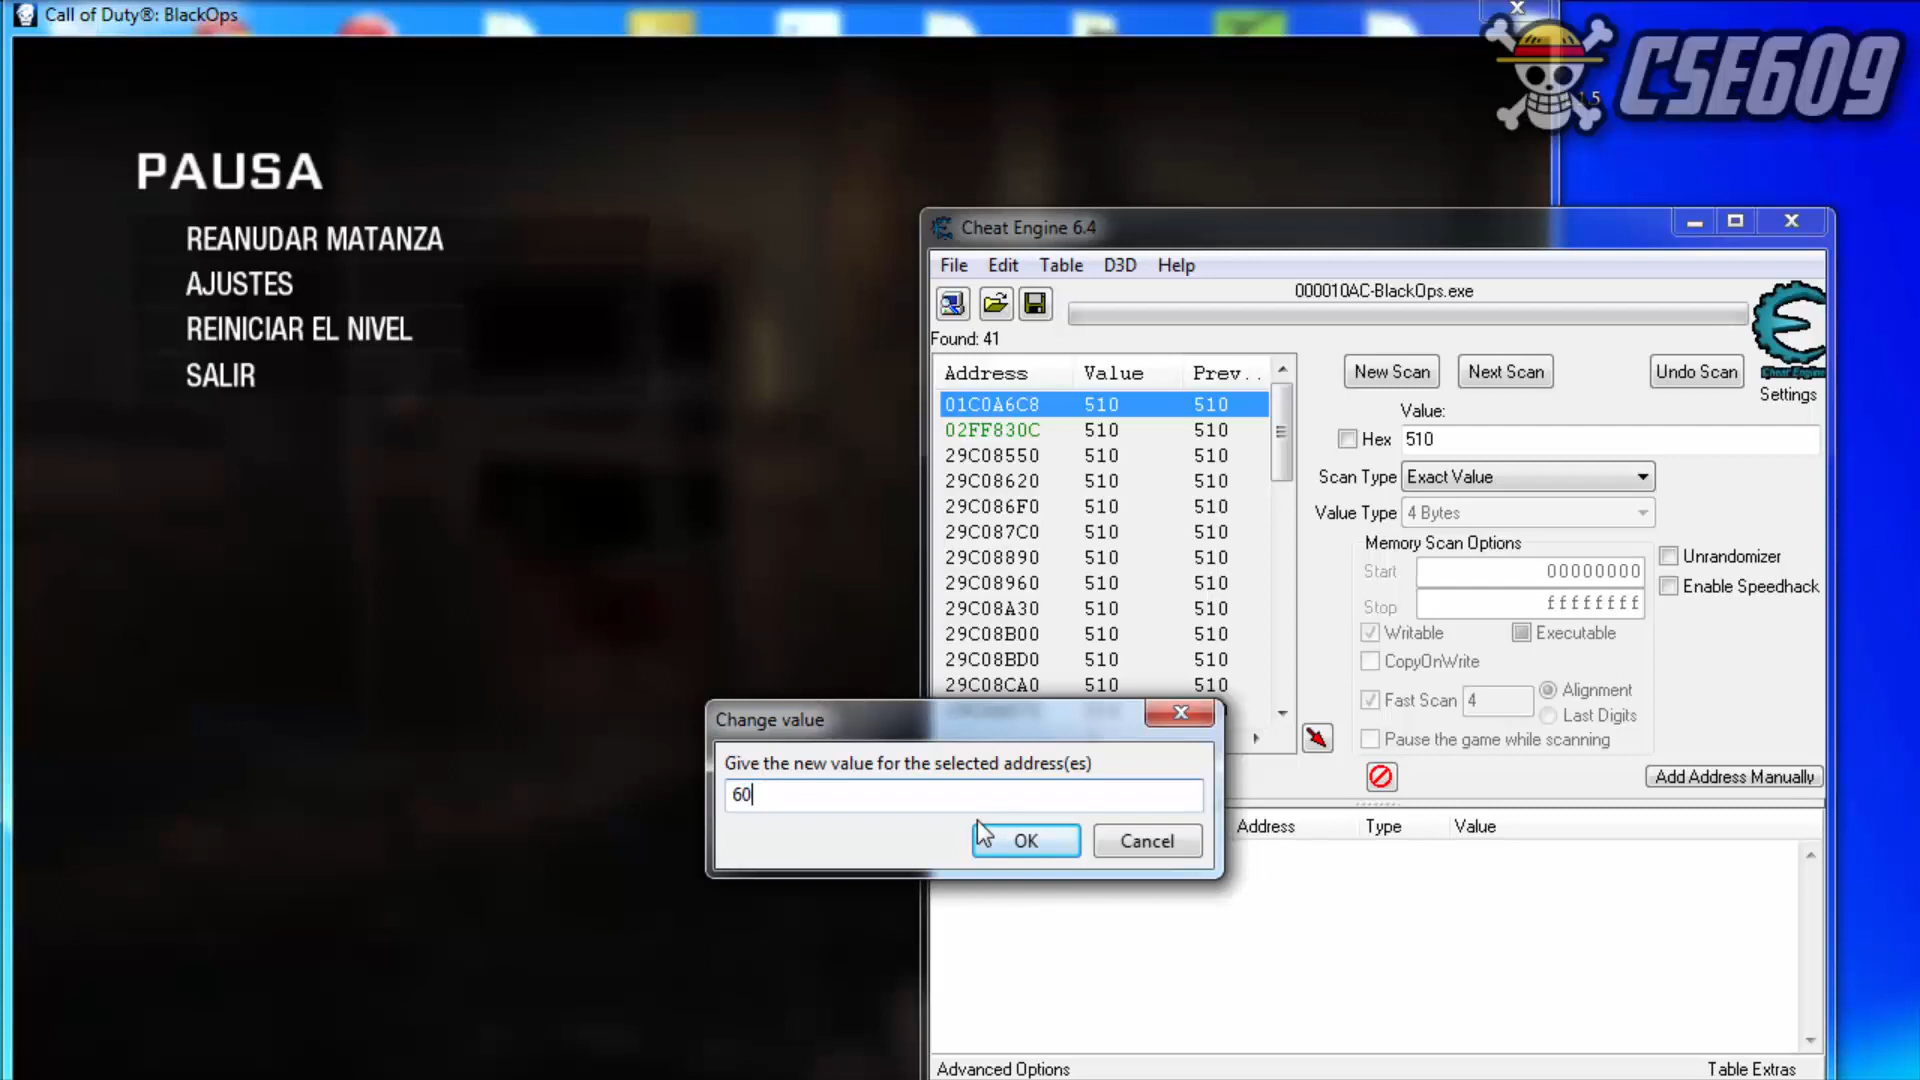 Call of Duty®: BlackOps
CSE609
PAUSA
REANUDAR MATANZA
AJUSTES
REINICIAR EL NIVEL
SALIR
Cheat Engine 6.4
File Edit Table D3D Help
000010AC-BlackOps.exe
Found: 41
Address Value Prev..
01C0A6C8 510 510
02FF830C 510 510
29C08550 510 510
29C08620 510 510
29C086F0 510 510
29C087C0 510 510
29C08890 510 510
29C08960 510 510
29C08A30 510 510
29C08B00 510 510
29C08BD0 510 510
29C08CA0 510 510
New Scan Next Scan Undo Scan
Cheat Engine
Settings
Value:
Hex 510
Scan Type Exact Value
Value Type 4 Bytes
Memory Scan Options
Start 00000000
Stop ffffffff
Unrandomizer
Enable Speedhack
Writable Executable
CopyOnWrite
Fast Scan 4 Alignment
Last Digits
Pause the game while scanning
Add Address Manually
Change value
Give the new value for the selected address(es)
60
OK Cancel
Address Type Value
Advanced Options Table Extras